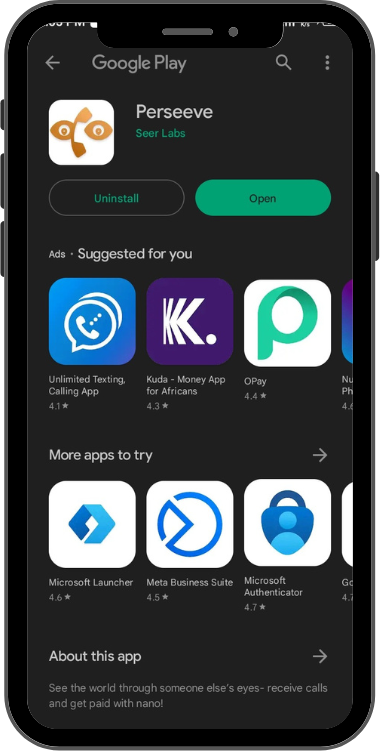 Google Play
Perseeve
Seer Labs
Uninstall
Open
Ads · Suggested for you
Unlimited Texting,
Calling App
4.1 ★
Kuda - Money App
for Africans
4.3 ★
OPay
4.4 ★
More apps to try
Microsoft Launcher
4.6 ★
Meta Business Suite
4.5 ★
Microsoft
Authenticator
4.7 ★
About this app
See the world through someone else's eyes- receive calls
and get paid with nano!